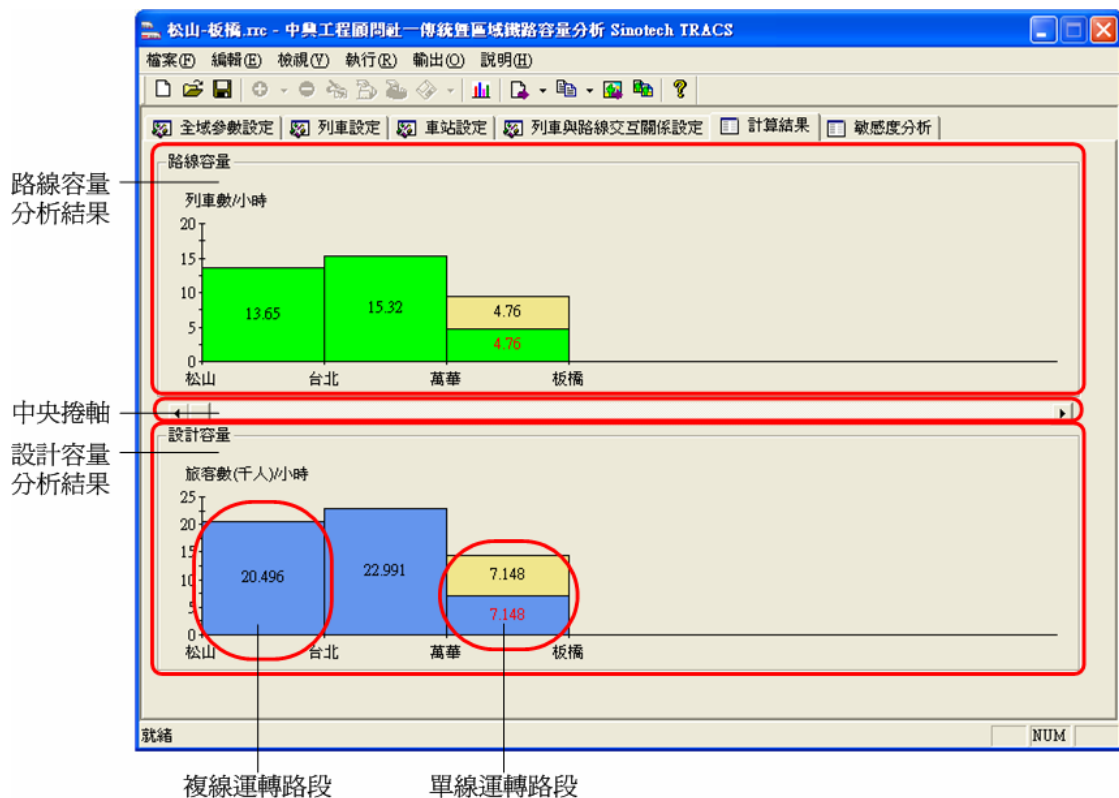 松山-板橋.rrc - 中興工程顧問社—傳統暨區域鐵路容量分析 Sinotech TRACS
檔案(F) 編輯(E) 檢視(V) 執行(R) 輸出(O) 說明(H)
全域參數設定 列車設定 車站設定 列車與路線交互關係設定 計算結果 敏感度分析
路線容量
分析結果
路線容量
列車數/小時
20
15
10
5
0
13.65
15.32
4.76
4.76
松山 台北 萬華 板橋
中央捲軸
設計容量
分析結果
設計容量
旅客數(千人)/小時
25
20
15
10
5
0
20.496
22.991
7.148
7.148
松山 台北 萬華 板橋
就緒 NUM
複線運轉路段 單線運轉路段